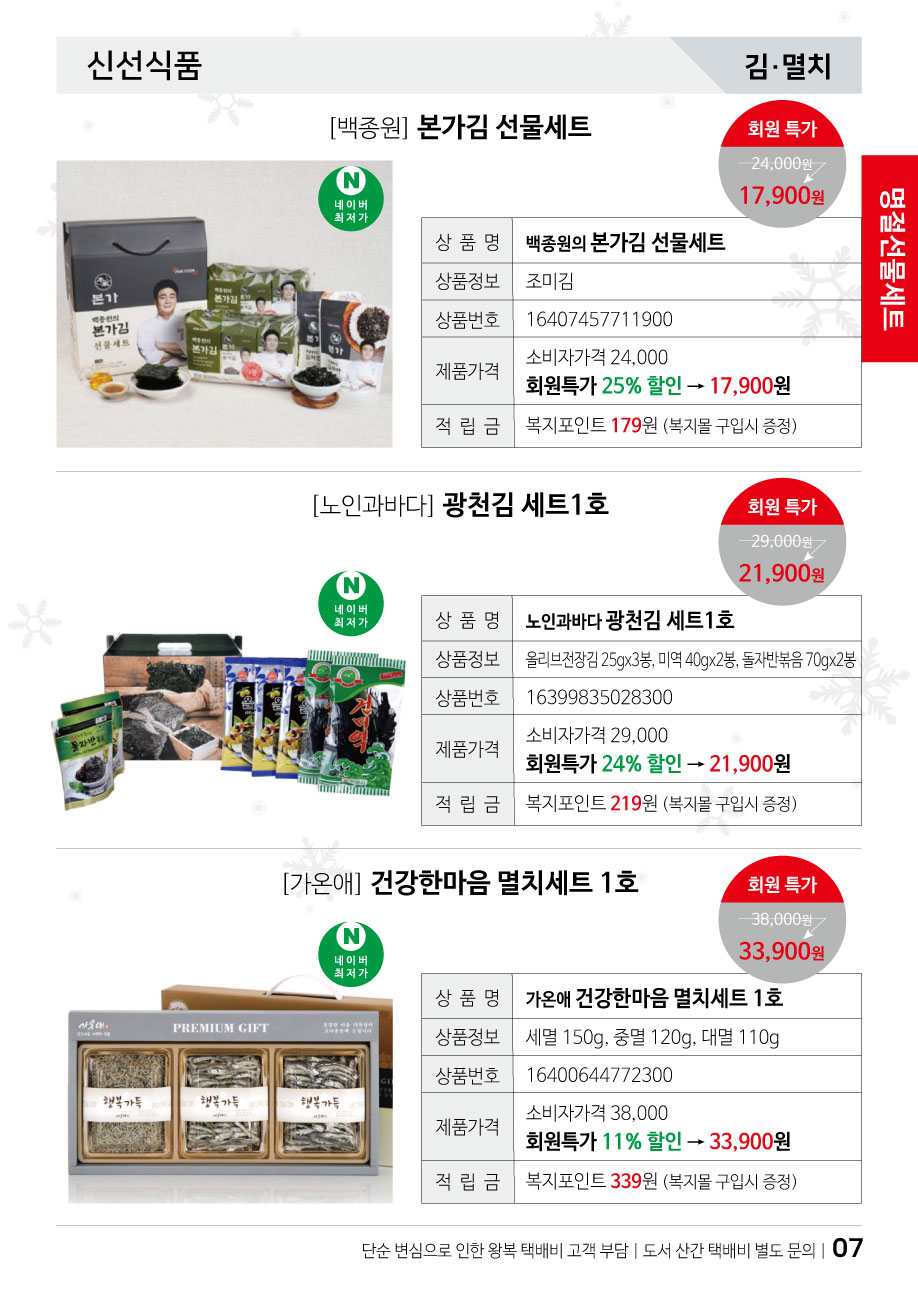 신선식품
김·멸치
명절선물세트
[백종원] 본가김 선물세트
회원 특가
24,000원
17,900원
N
네이버
최저가
본가
백종원의
본가김
선물세트
백종원의
본가김
본가
상 품 명 백종원의 본가김 선물세트
상품정보 조미김
상품번호 16407457711900
제품가격 소비자가격 24,000
회원특가 25% 할인 → 17,900원
적 립 금 복지포인트 179원 (복지몰 구입시 증정)
[노인과바다] 광천김 세트1호
회원 특가
29,000원
21,900원
N
네이버
최저가
돌자반볶음
건미역
상 품 명 노인과바다 광천김 세트1호
상품정보 올리브전장김 25gx3봉, 미역 40gx2봉, 돌자반볶음 70gx2봉
상품번호 16399835028300
제품가격 소비자가격 29,000
회원특가 24% 할인 → 21,900원
적 립 금 복지포인트 219원 (복지몰 구입시 증정)
[가온애] 건강한마음 멸치세트 1호
회원 특가
38,000원
33,900원
N
네이버
최저가
가온애
PREMIUM GIFT
행복가득
행복가득
행복가득
상 품 명 가온애 건강한마음 멸치세트 1호
상품정보 세멸 150g, 중멸 120g, 대멸 110g
상품번호 16400644772300
제품가격 소비자가격 38,000
회원특가 11% 할인 → 33,900원
적 립 금 복지포인트 339원 (복지몰 구입시 증정)
단순 변심으로 인한 왕복 택배비 고객 부담 | 도서 산간 택배비 별도 문의 | 07